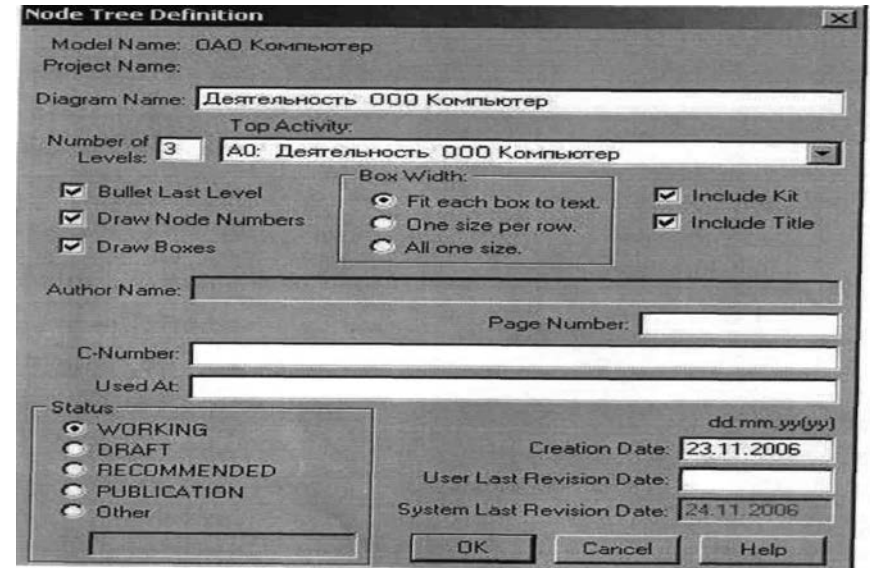 Node Tree Definition
Model Name: ОАО Компьютер
Project Name:
Diagram Name: Деятельность ООО Компьютер
Number of Levels: 3
Top Activity:
A0: Деятельность ООО Компьютер
Bullet Last Level
Draw Node Numbers
Draw Boxes
Box Width:
Fit each box to text.
One size per row.
All one size.
Include Kit
Include Title
Author Name:
Page Number:
C-Number:
Used At:
Status
WORKING
DRAFT
RECOMMENDED
PUBLICATION
Other
dd.mm.yy(yy)
Creation Date: 23.11.2006
User Last Revision Date:
System Last Revision Date: 24.11.2006
OK Cancel Help